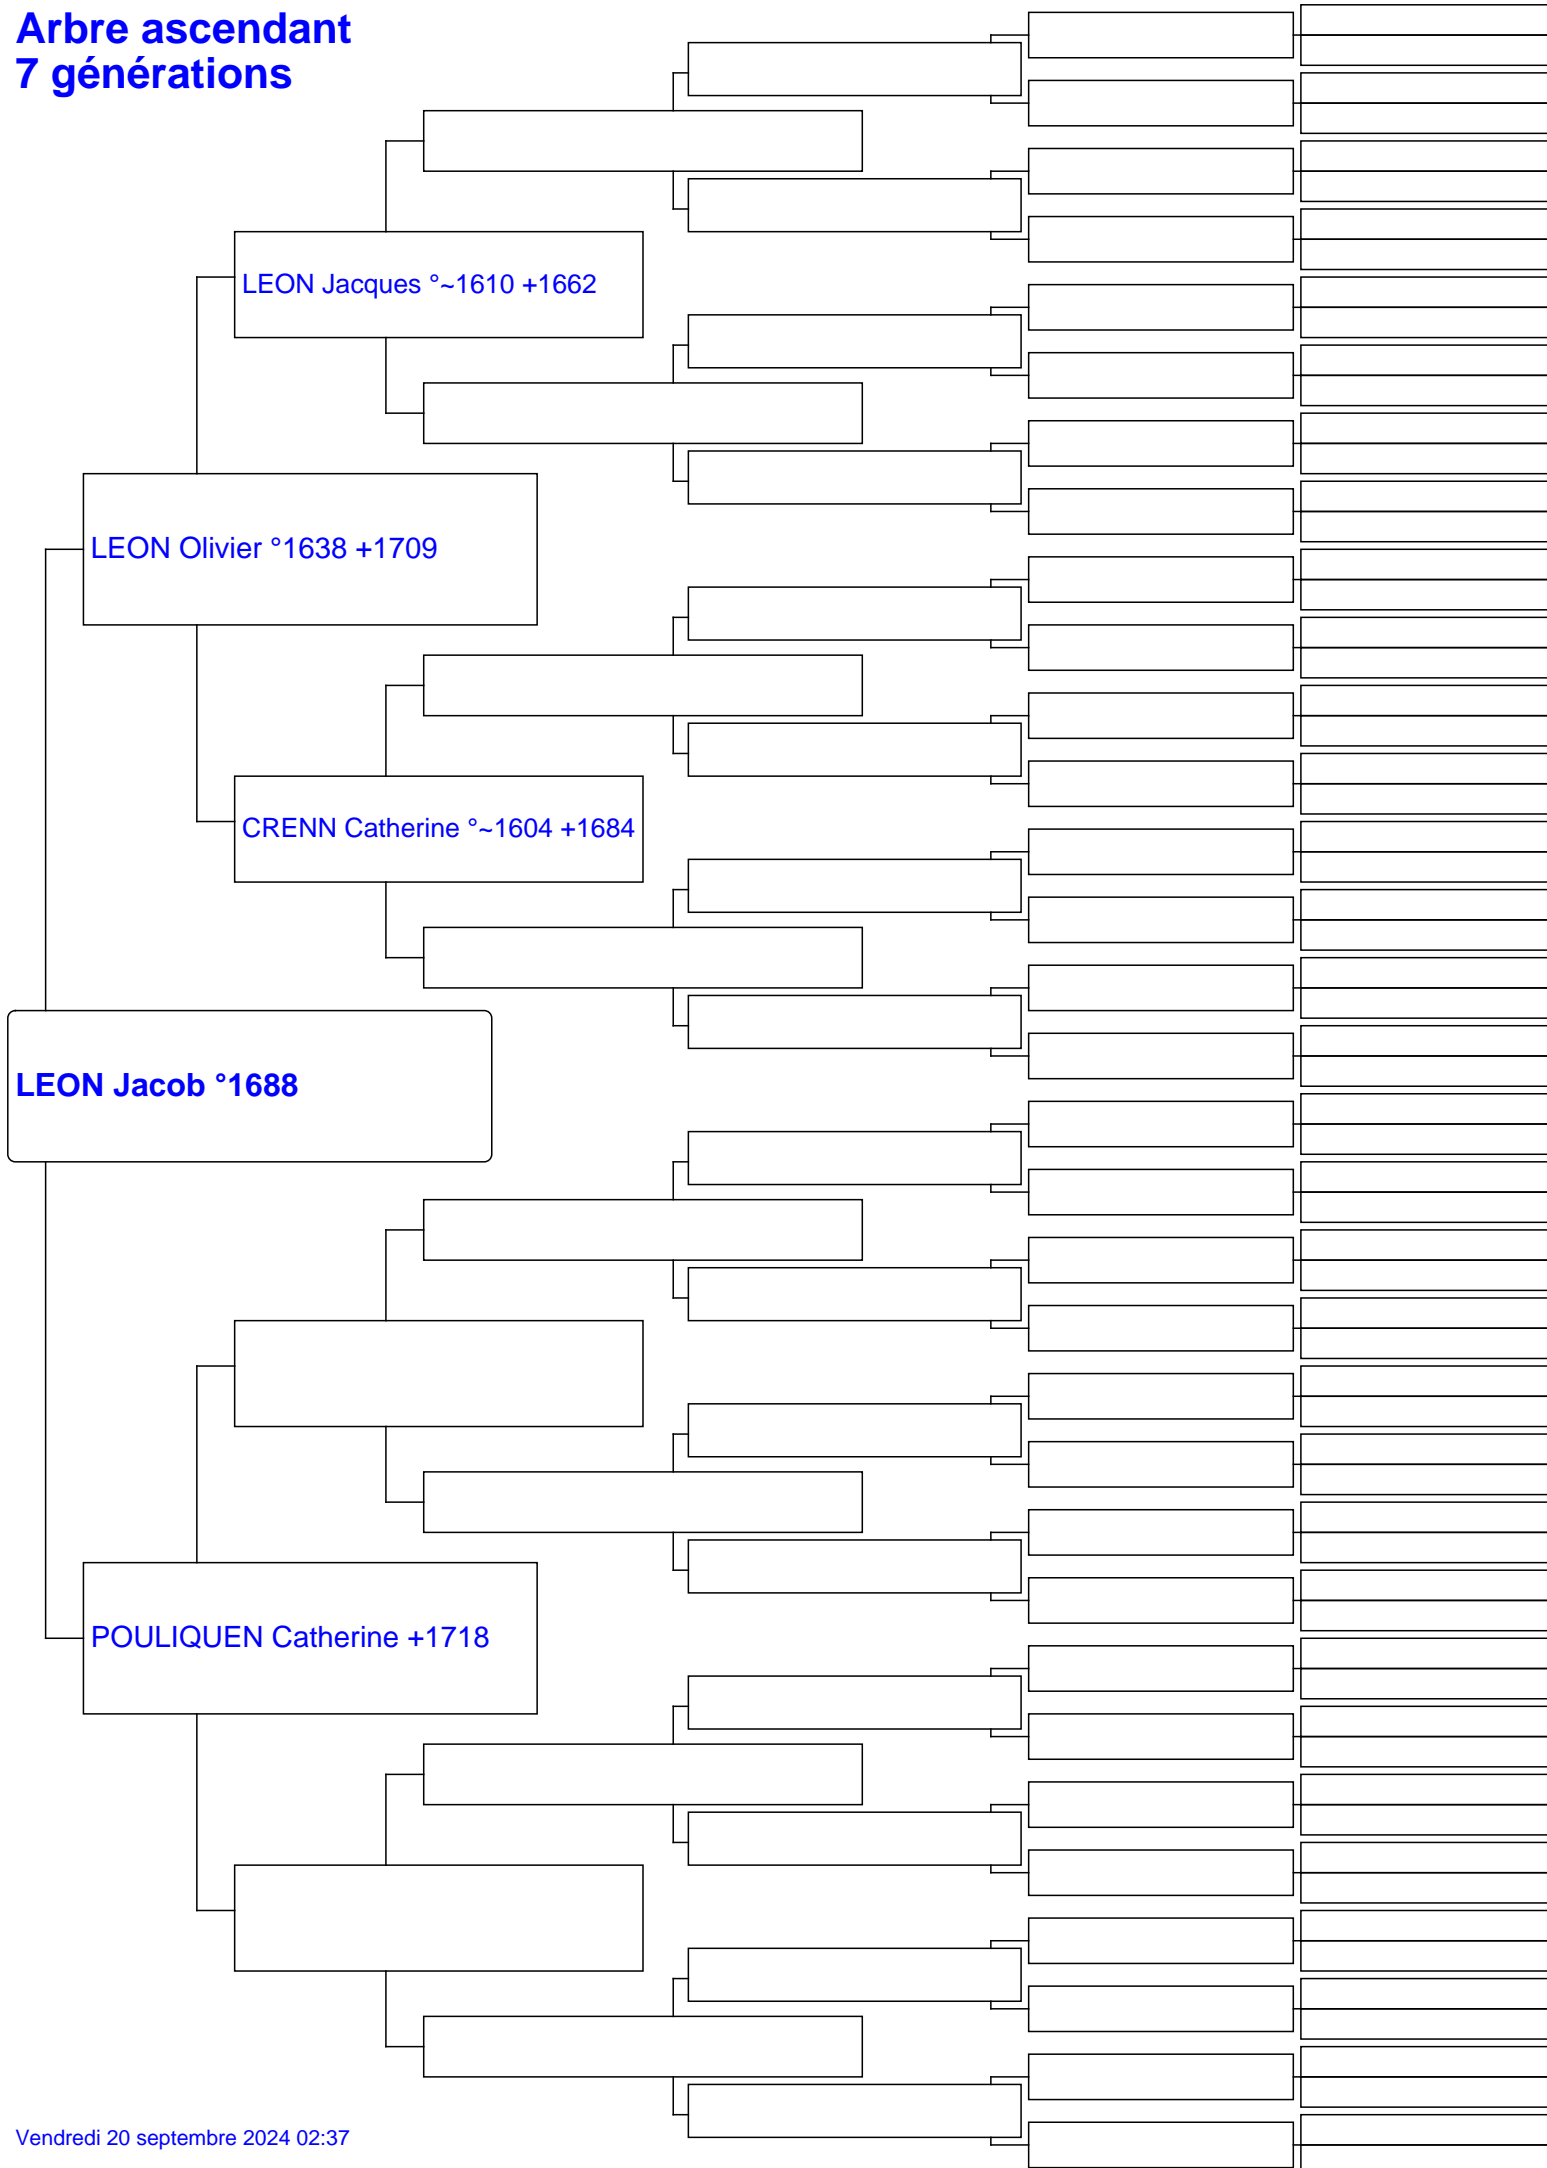 Arbre ascendant
7 générations
LEON Jacques °~1610 +1662
LEON Olivier °1638 +1709
CRENN Catherine °~1604 +1684
LEON Jacob °1688
POULIQUEN Catherine +1718
Vendredi 20 septembre 2024 02:37